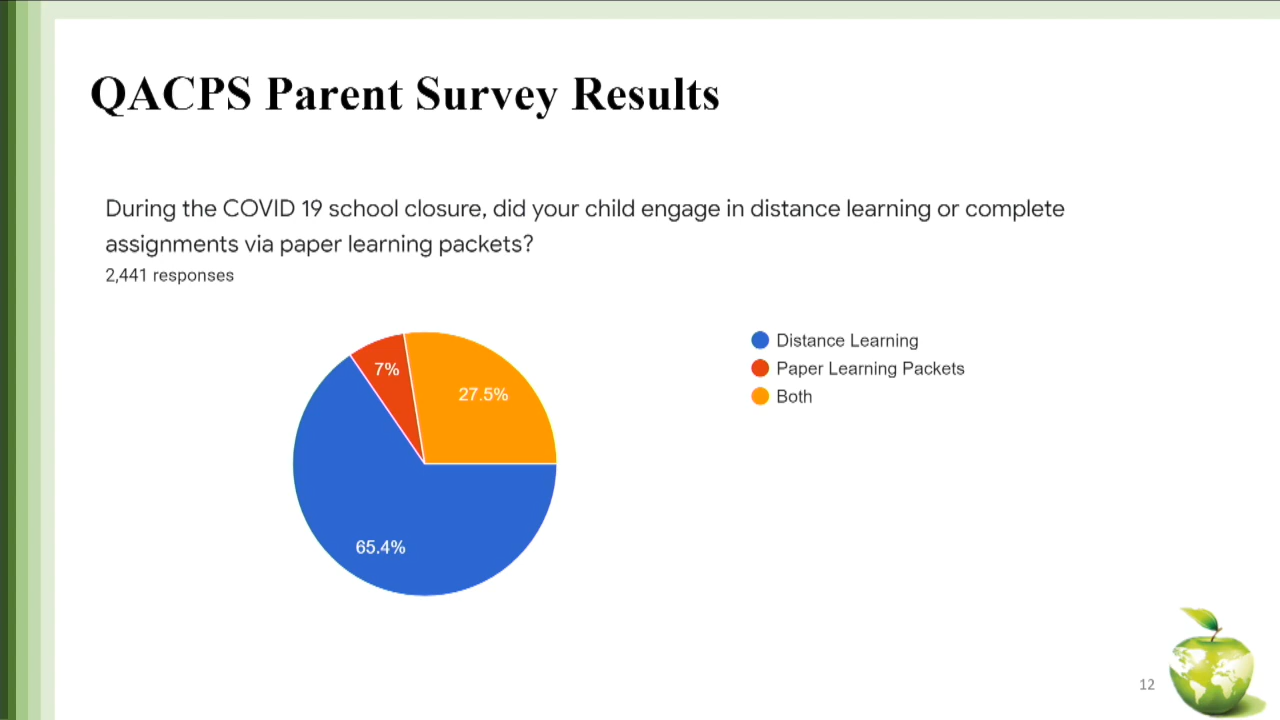 QACPS Parent Survey Results
During the COVID 19 school closure, did your child engage in distance learning or complete
assignments via paper learning packets?
2,441 responses
7%
27.5%
65.4%
Distance Learning
Paper Learning Packets
Both
12